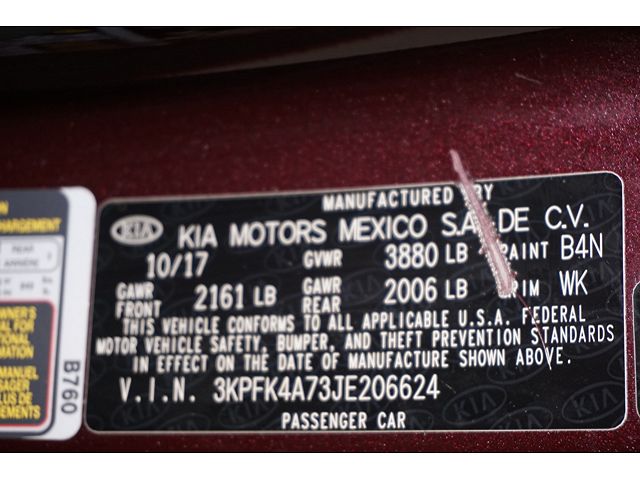 MANUFACTURED BY
KIA KIA MOTORS MEXICO S.A. DE C.V.
10/17 GVWR 3880 LB PAINT B4N
GAWR FRONT 2161 LB GAWR REAR 2006 LB TRIM WK
THIS VEHICLE CONFORMS TO ALL APPLICABLE U.S.A. FEDERAL
MOTOR VEHICLE SAFETY, BUMPER, AND THEFT PREVENTION STANDARDS
IN EFFECT ON THE DATE OF MANUFACTURE SHOWN ABOVE.
V.I.N. 3KPFK4A73JE206624
PASSENGER CAR
B760
REAR